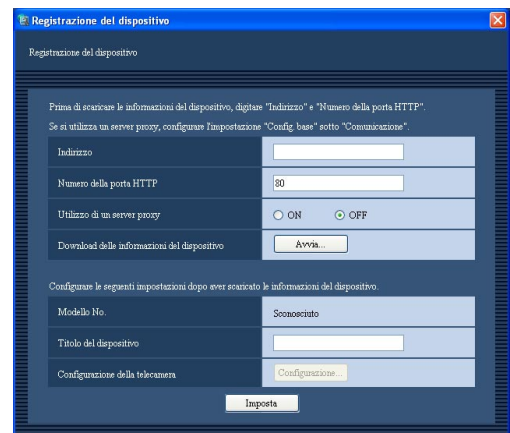 Registrazione del dispositivo
Registrazione del dispositivo
Prima di scaricare le informazioni del dispositivo, digitare "Indirizzo" e "Numero della porta HTTP".
Se si utilizza un server proxy, configurare l'impostazione "Config. base" sotto "Comunicazione".
Indirizzo
Numero della porta HTTP 80
Utilizzo di un server proxy ON OFF
Download delle informazioni del dispositivo Avvia...
Configurare le seguenti impostazioni dopo aver scaricato le informazioni del dispositivo.
Modello No. Sconosciuto
Titolo del dispositivo
Configurazione della telecamera Configurazione...
Imposta